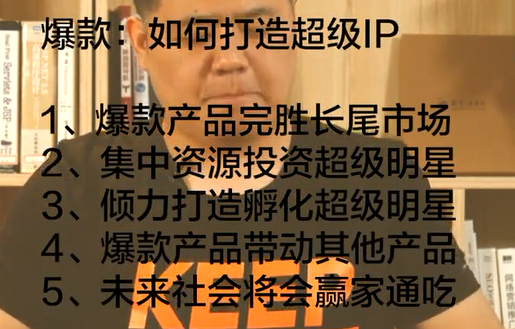 爆款：如何打造超级IP
1、爆款产品完胜长尾市场
2、集中资源投资超级明星
3、倾力打造孵化超级明星
4、爆款产品带动其他产品
5、未来社会将会赢家通吃
KEEP